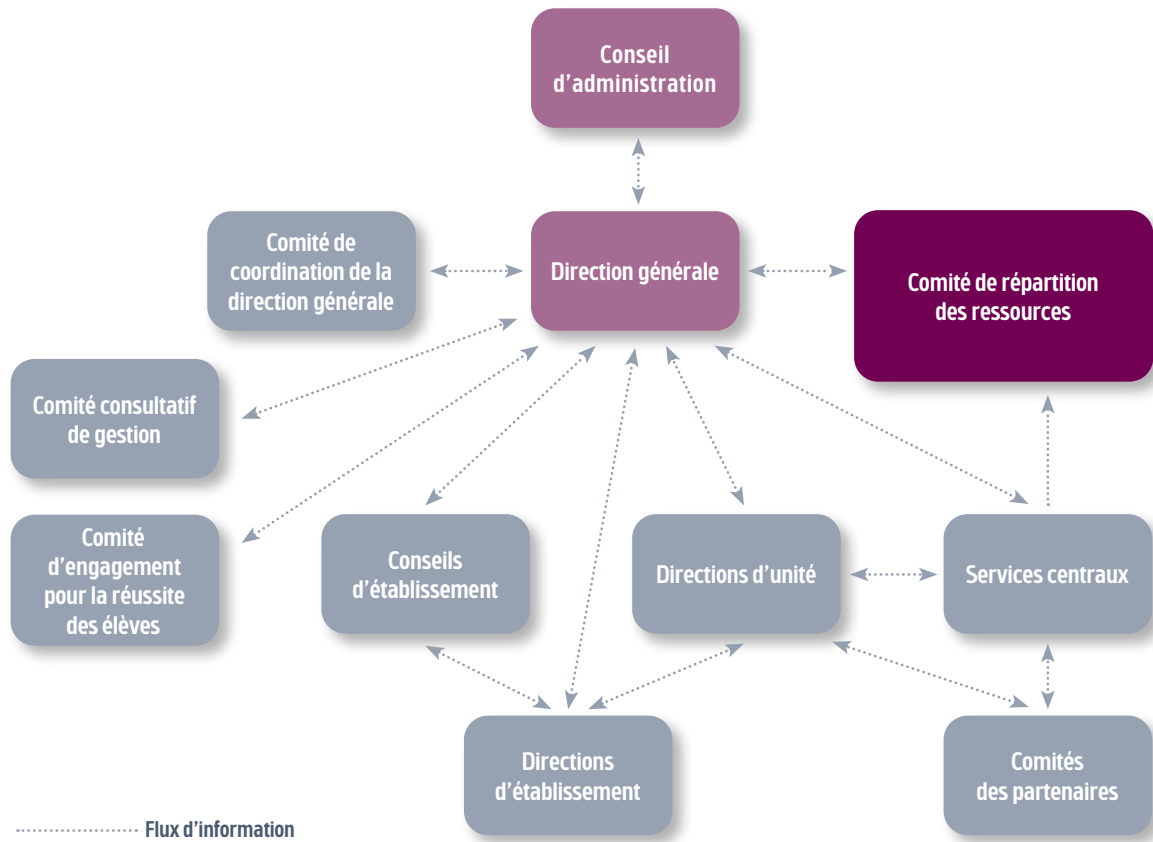 Conseil
d'administration
Comité de
coordination de la
direction générale
Direction générale
Comité de répartition
des ressources
Comité consultatif
de gestion
Comité
d'engagement
pour la réussite
des élèves
Conseils
d'établissement
Directions d'unité
Services centraux
Directions
d'établissement
Comités
des partenaires
Flux d'information